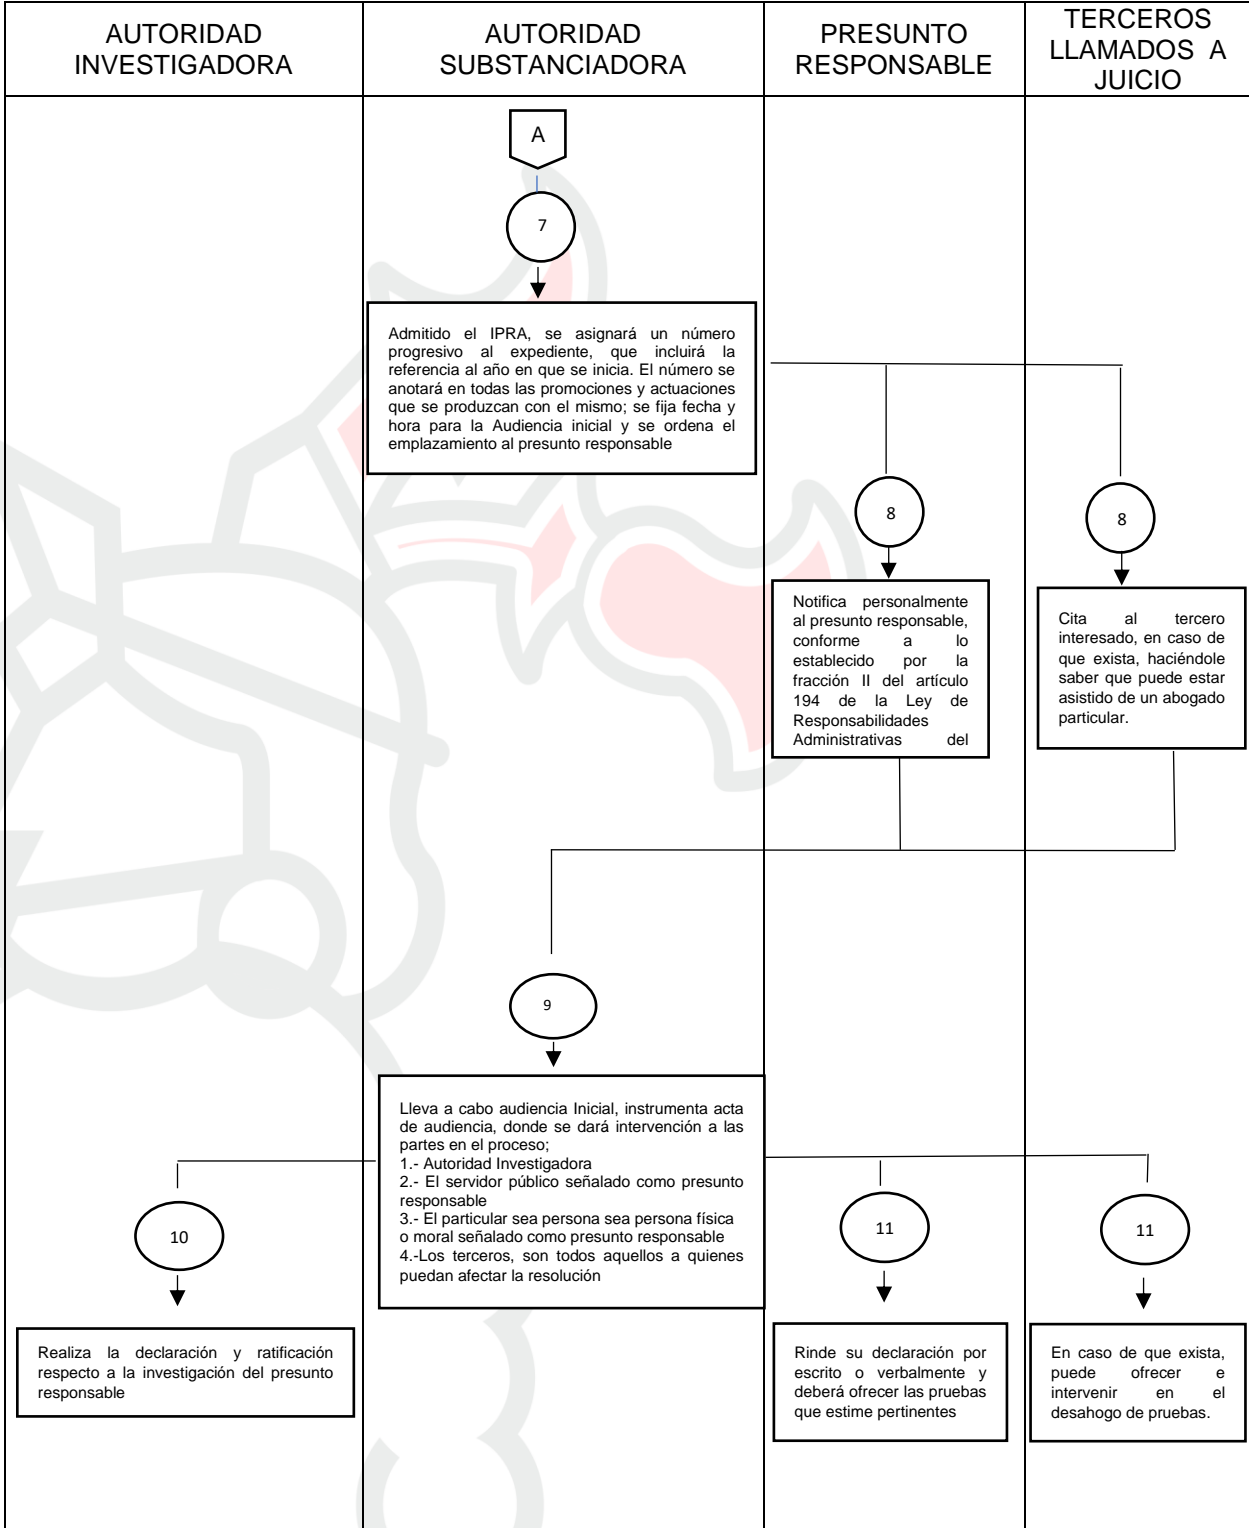 AUTORIDAD
INVESTIGADORA
AUTORIDAD
SUBSTANCIADORA
PRESUNTO
RESPONSABLE
TERCEROS
LLAMADOS A
JUICIO
A
7
Admitido el IPRA, se asignará un número
progresivo al expediente, que incluirá la
referencia al año en que se inicia. El número se
anotará en todas las promociones y actuaciones
que se produzcan con el mismo; se fija fecha y
hora para la Audiencia inicial y se ordena el
emplazamiento al presunto responsable
8
8
Notifica personalmente
al presunto responsable,
conforme a lo
establecido por la
fracción II del artículo
194 de la Ley de
Responsabilidades
Administrativas del
Cita al tercero
interesado, en caso de
que exista, haciéndole
saber que puede estar
asistido de un abogado
particular.
9
Lleva a cabo audiencia Inicial, instrumenta acta
de audiencia, donde se dará intervención a las
partes en el proceso;
1.- Autoridad Investigadora
2.- El servidor público señalado como presunto
responsable
3.- El particular sea persona sea persona física
o moral señalado como presunto responsable
4.-Los terceros, son todos aquellos a quienes
puedan afectar la resolución
10
11
11
Realiza la declaración y ratificación
respecto a la investigación del presunto
responsable
Rinde su declaración por
escrito o verbalmente y
deberá ofrecer las pruebas
que estime pertinentes
En caso de que exista,
puede ofrecer e
intervenir en el
desahogo de pruebas.